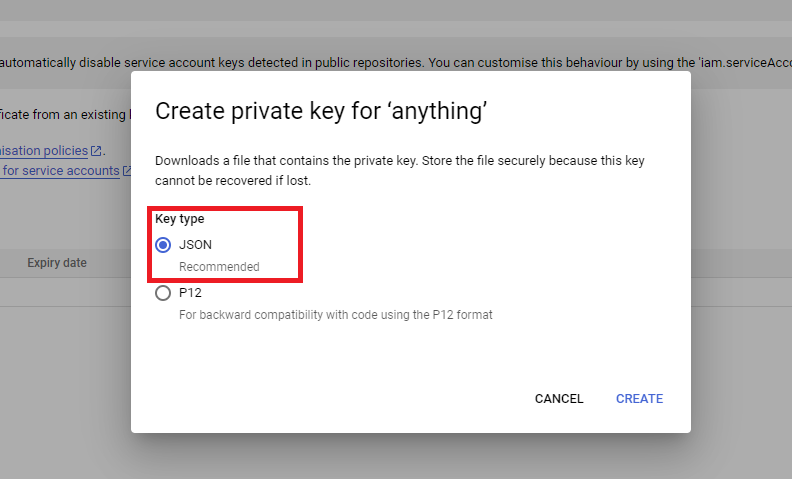 automatically disable service account keys detected in public repositories. You can customise this behaviour by using the 'iam.serviceAcco
ficate from an existing
isation policies
for service accounts
Create private key for ‘anything’
Downloads a file that contains the private key. Store the file securely because this key
cannot be recovered if lost.
Key type
JSON
Recommended
Expiry date
P12
For backward compatibility with code using the P12 format
CANCEL CREATE